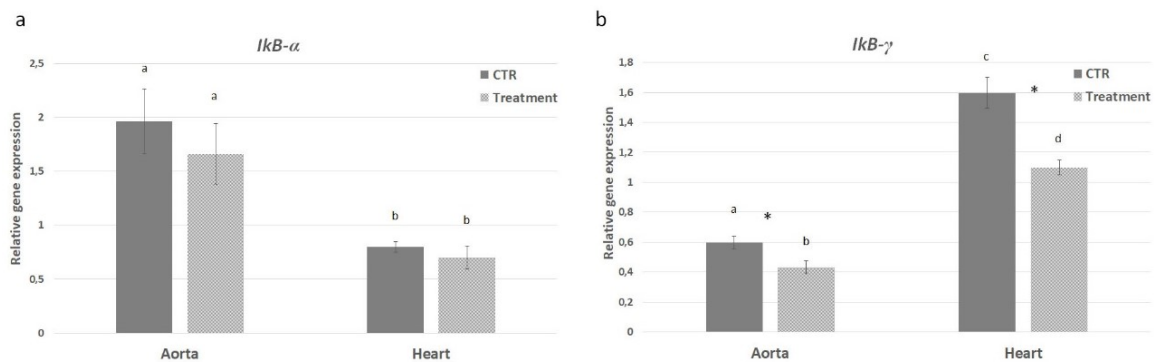 a
IkB-α
2,5
2
1,5
1
0,5
0
Relative gene expression
CTR
Treatment
a
a
b
b
Aorta
Heart
b
IkB-γ
1,8
1,6
1,4
1,2
1
0,8
0,6
0,4
0,2
0
Relative gene expression
CTR
Treatment
a
*
b
c
*
d
Aorta
Heart